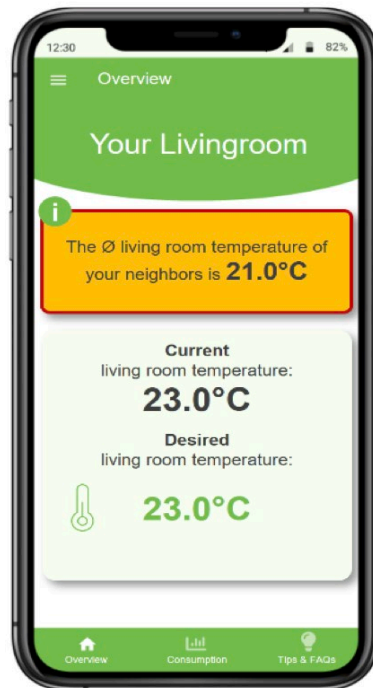 12:30
82%
Overview
Your Livingroom
i
The Ø living room temperature of
your neighbors is 21.0°C
Current
living room temperature:
23.0°C
Desired
living room temperature:
23.0°C
Overview
Consumption
Tips & FAQs